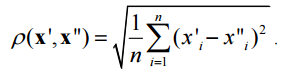 ρ(x',x") = √(1/n ∑_{i=1}^{n} (x'_i − x"_i)²) .